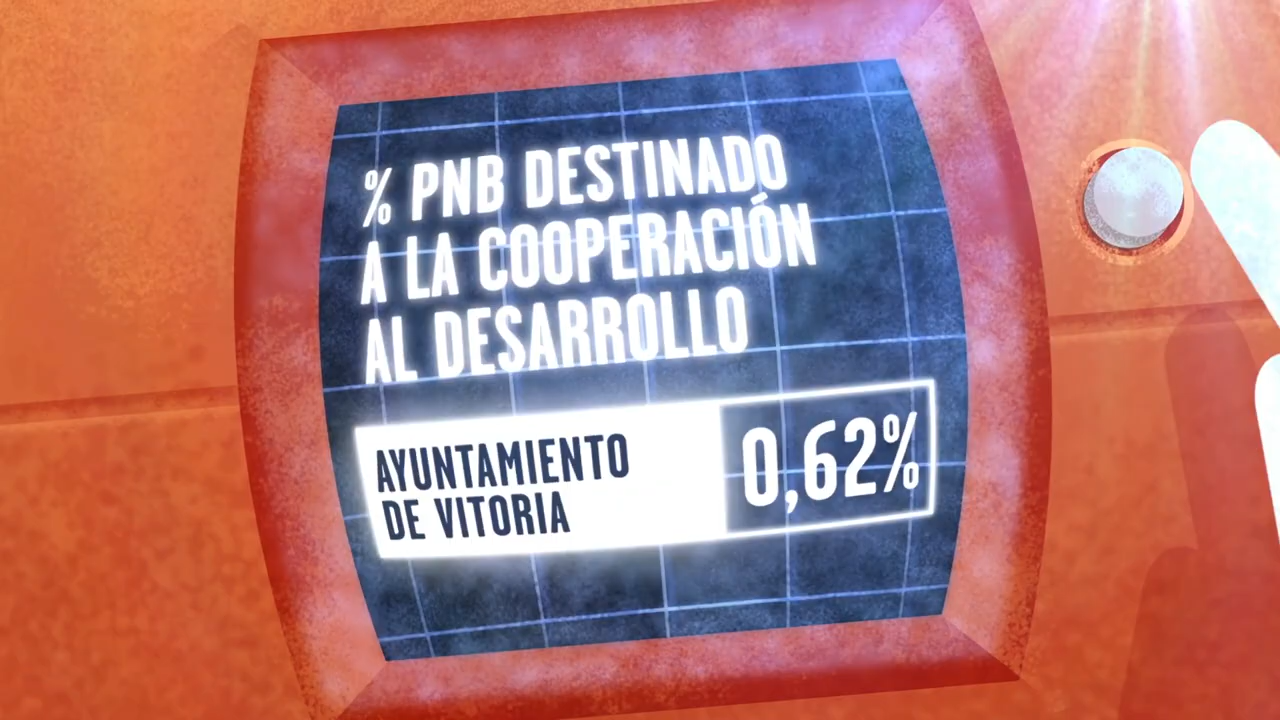 % PNB DESTINADO
A LA COOPERACIÓN
AL DESARROLLO
AYUNTAMIENTO
DE VITORIA
0,62%